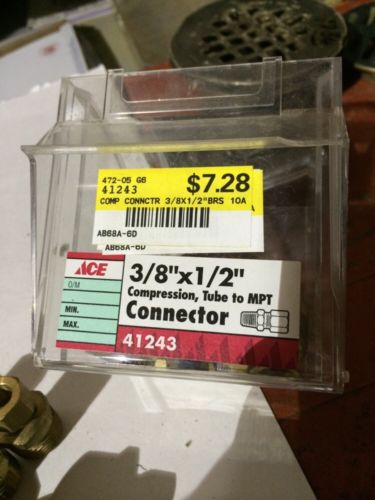 472-05 G6
41243
$7.28
COMP CONNCTR 3/8X1/2"BRS 10A
A
AB68A-6D
AB68A-6D
ACE
O/M
MIN.
MAX.
3/8"x1/2"
Compression, Tube to MPT
Connector
41243